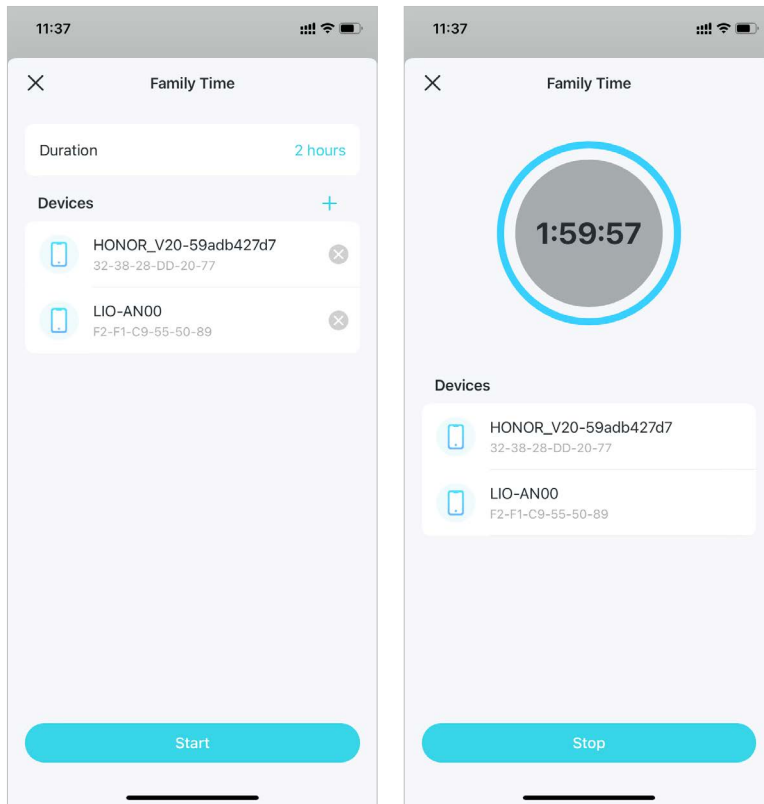 11:37
Family Time
Duration 2 hours
Devices
HONOR_V20-59adb427d7
32-38-28-DD-20-77
LIO-AN00
F2-F1-C9-55-50-89
Start
11:37
Family Time
1:59:57
Devices
HONOR_V20-59adb427d7
32-38-28-DD-20-77
LIO-AN00
F2-F1-C9-55-50-89
Stop